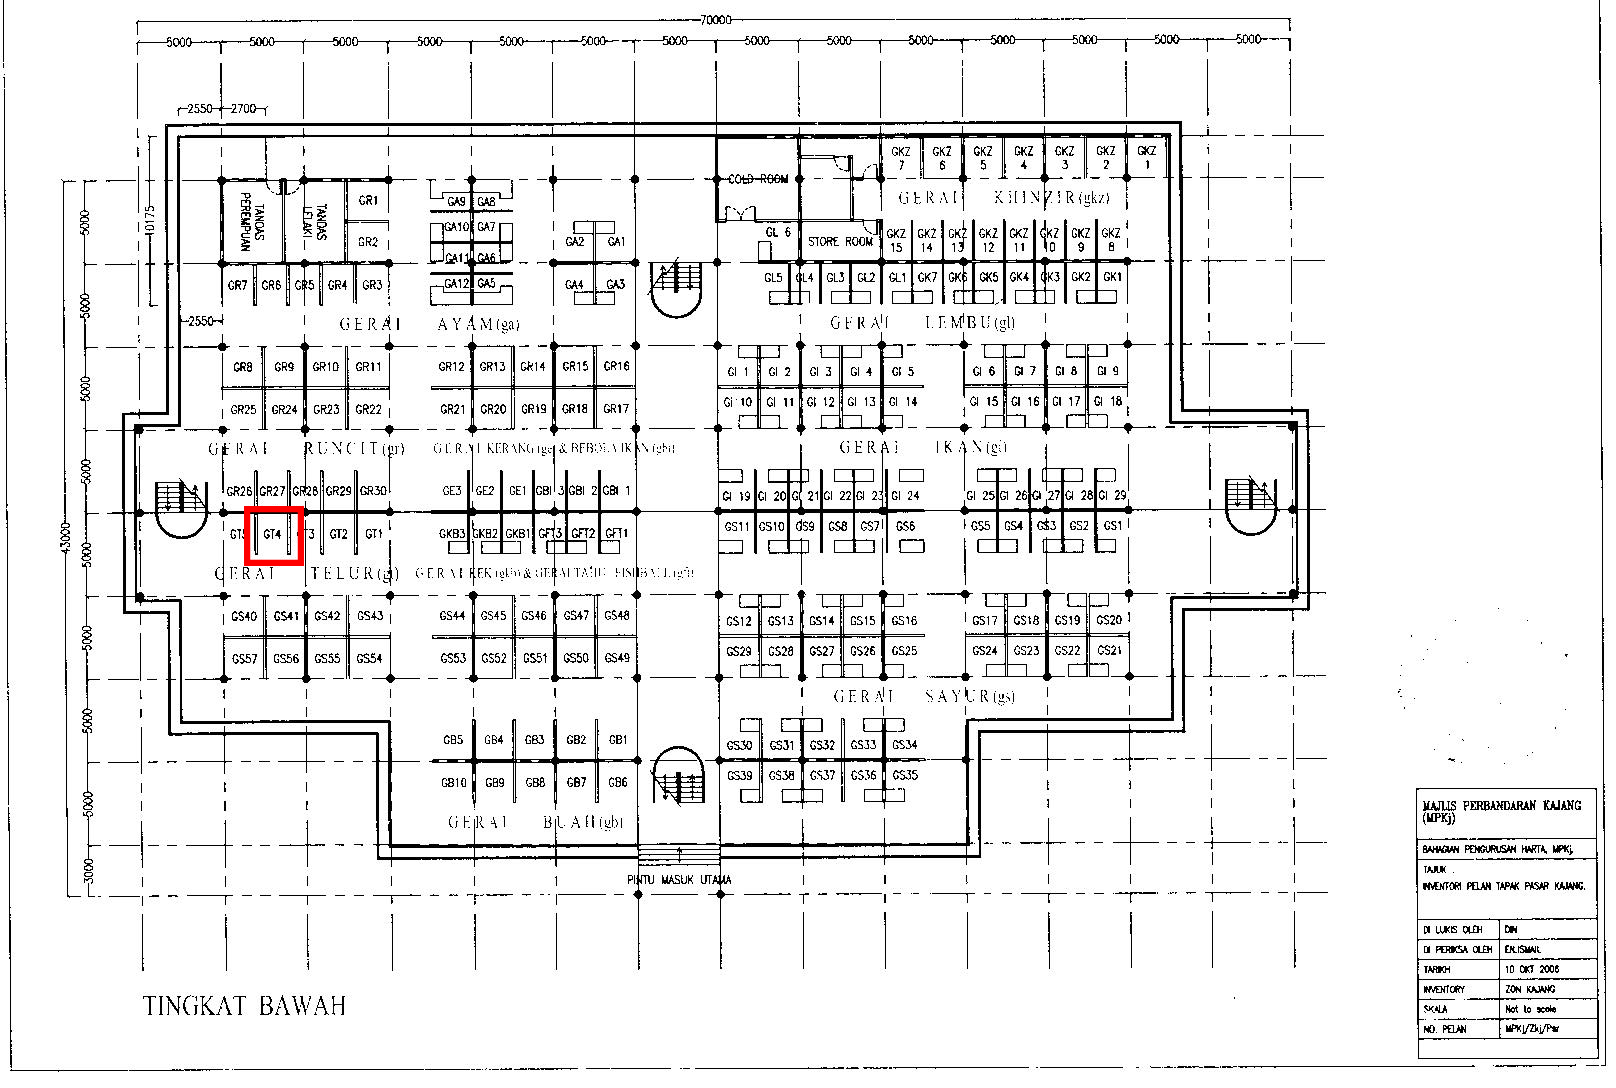 70000
5000 5000 5000 5000 5000 5000 5000 5000 5000 5000 5000 5000 5000 5000
2550 2700
GKZ 7 GKZ 6 GKZ 5 GKZ 4 GKZ 3 GKZ 2 GKZ 1
COLD ROOM
GERAI KHINZIR(gkz)
TANDAS PEREMPUAN
TANDAS LELAKI
GR1
GR2
GA9 GA8
GA10 GA7
GA11 GA6
GA12 GA5
GA2 GA1
GA4 GA3
GL 6
STORE ROOM
GKZ 15 GKZ 14 GKZ 13 GKZ 12 GKZ 11 GKZ 10 GKZ 9 GKZ 8
GR7 GR6 GR5 GR4 GR3
GL5 GL4 GL3 GL2 GL1 GK7 GK6 GK5 GK4 GK3 GK2 GK1
10175
2550
GERAI AYAM(ga)
GERAI LEMBU(gl)
GR8 GR9 GR10 GR11 GR12 GR13 GR14 GR15 GR16
GI 1 GI 2 GI 3 GI 4 GI 5 GI 6 GI 7 GI 8 GI 9
GR25 GR24 GR23 GR22 GR21 GR20 GR19 GR18 GR17
GI 10 GI 11 GI 12 GI 13 GI 14 GI 15 GI 16 GI 17 GI 18
GERAI RUNCIT(gr)
GERAI KERANG(ge) & BEBOLA IKAN(gbi)
GERAI IKAN(gi)
GR26 GR27 GR28 GR29 GR30 GE3 GE2 GE1 GBI 3 GBI 2 GBI 1
GI 19 GI 20 GI 21 GI 22 GI 23 GI 24 GI 25 GI 26 GI 27 GI 28 GI 29
GT5 GT4 GT3 GT2 GT1 GKB3 GKB2 GKB1 GFT3 GFT2 GFT1
GS11 GS10 GS9 GS8 GS7 GS6 GS5 GS4 GS3 GS2 GS1
GERAI TELUR(gt)
GERAI KEK(gkb) & GERAI TAHU FISHBALL(gft)
GS40 GS41 GS42 GS43 GS44 GS45 GS46 GS47 GS48
GS12 GS13 GS14 GS15 GS16 GS17 GS18 GS19 GS20
GS57 GS56 GS55 GS54 GS53 GS52 GS51 GS50 GS49
GS29 GS28 GS27 GS26 GS25 GS24 GS23 GS22 GS21
GERAI SAYUR(gs)
GB5 GB4 GB3 GB2 GB1
GS30 GS31 GS32 GS33 GS34
GB10 GB9 GB8 GB7 GB6
GS39 GS38 GS37 GS36 GS35
GERAI BUAH(gb)
PINTU MASUK UTAMA
43000
5000 5000 5000 5000 5000 5000 5000 5000 3000
TINGKAT BAWAH
MAJLIS PERBANDARAN KAJANG
(MPKj)
BAHAGIAN PENGURUSAN HARTA, MPKj.
TAJUK :
INVENTORI PELAN TAPAK PASAR KAJANG.
DI LUKIS OLEH DIN
DI PERIKSA OLEH EN.ISMAIL
TARIKH 10 OKT 2006
INVENTORY ZON KAJANG
SKALA Not to scale
NO. PELAN MPKj/Zkj/Psr